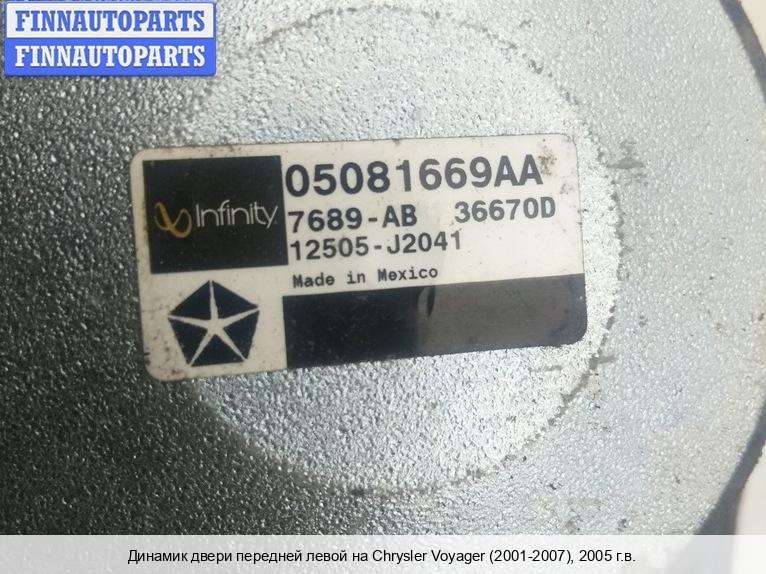 FINNAUTOPARTS
FINNAUTOPARTS
Infinity
05081669AA
7689-AB 36670D
12505-J2041
Made in Mexico
Динамик двери передней левой на Chrysler Voyager (2001-2007), 2005 г.в.